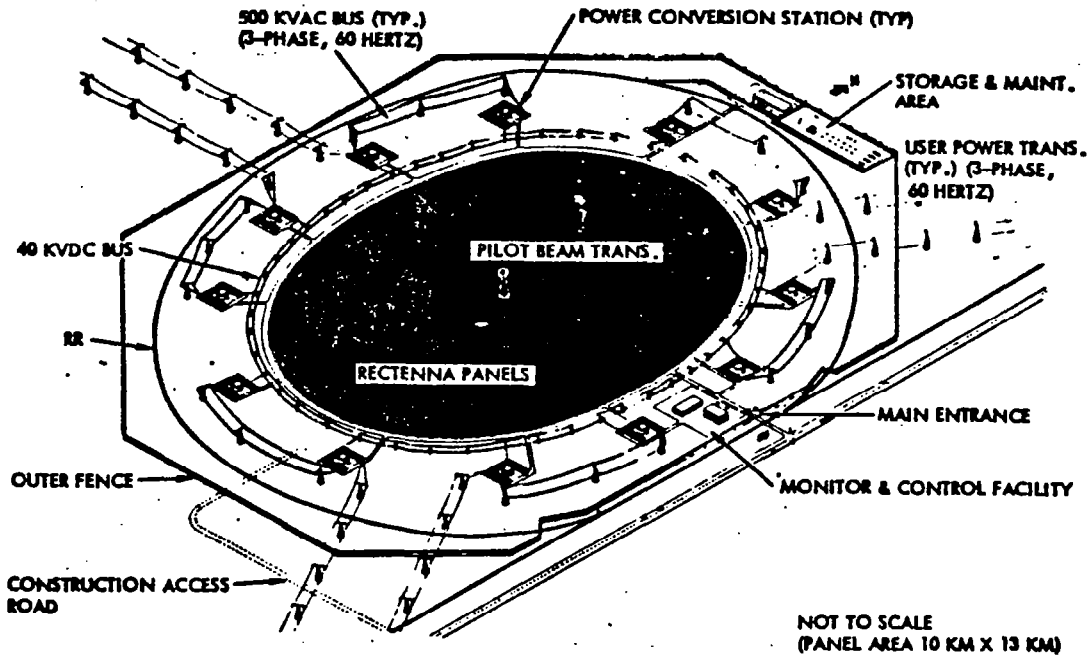 500 KVAC BUS (TYP.)
(3-PHASE, 60 HERTZ)
POWER CONVERSION STATION (TYP)
STORAGE & MAINT.
AREA
USER POWER TRANS.
(TYP.) (3-PHASE,
60 HERTZ)
40 KVDC BUS
PILOT BEAM TRANS.
RR
RECTENNA PANELS
MAIN ENTRANCE
OUTER FENCE
MONITOR & CONTROL FACILITY
CONSTRUCTION ACCESS
ROAD
NOT TO SCALE
(PANEL AREA 10 KM X 13 KM)